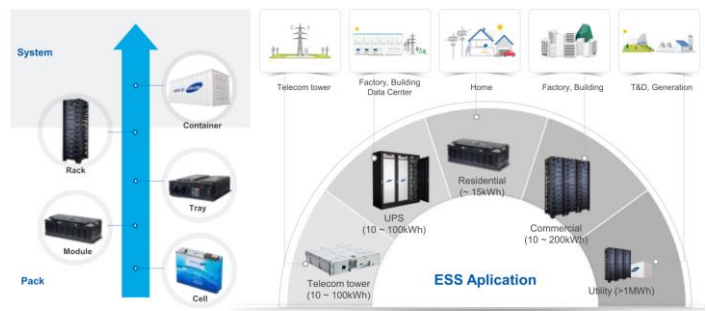 System
Container
Rack
Tray
Module
Pack
Cell
Telecom tower
Factory, Building
Data Center
Home
Factory, Building
T&D, Generation
Residential
(~ 15kWh)
UPS
(10 ~ 100kWh)
Commercial
(10 ~ 200kWh)
Telecom tower
(10 ~ 100kWh)
ESS Aplication
Utility (>1MWh)